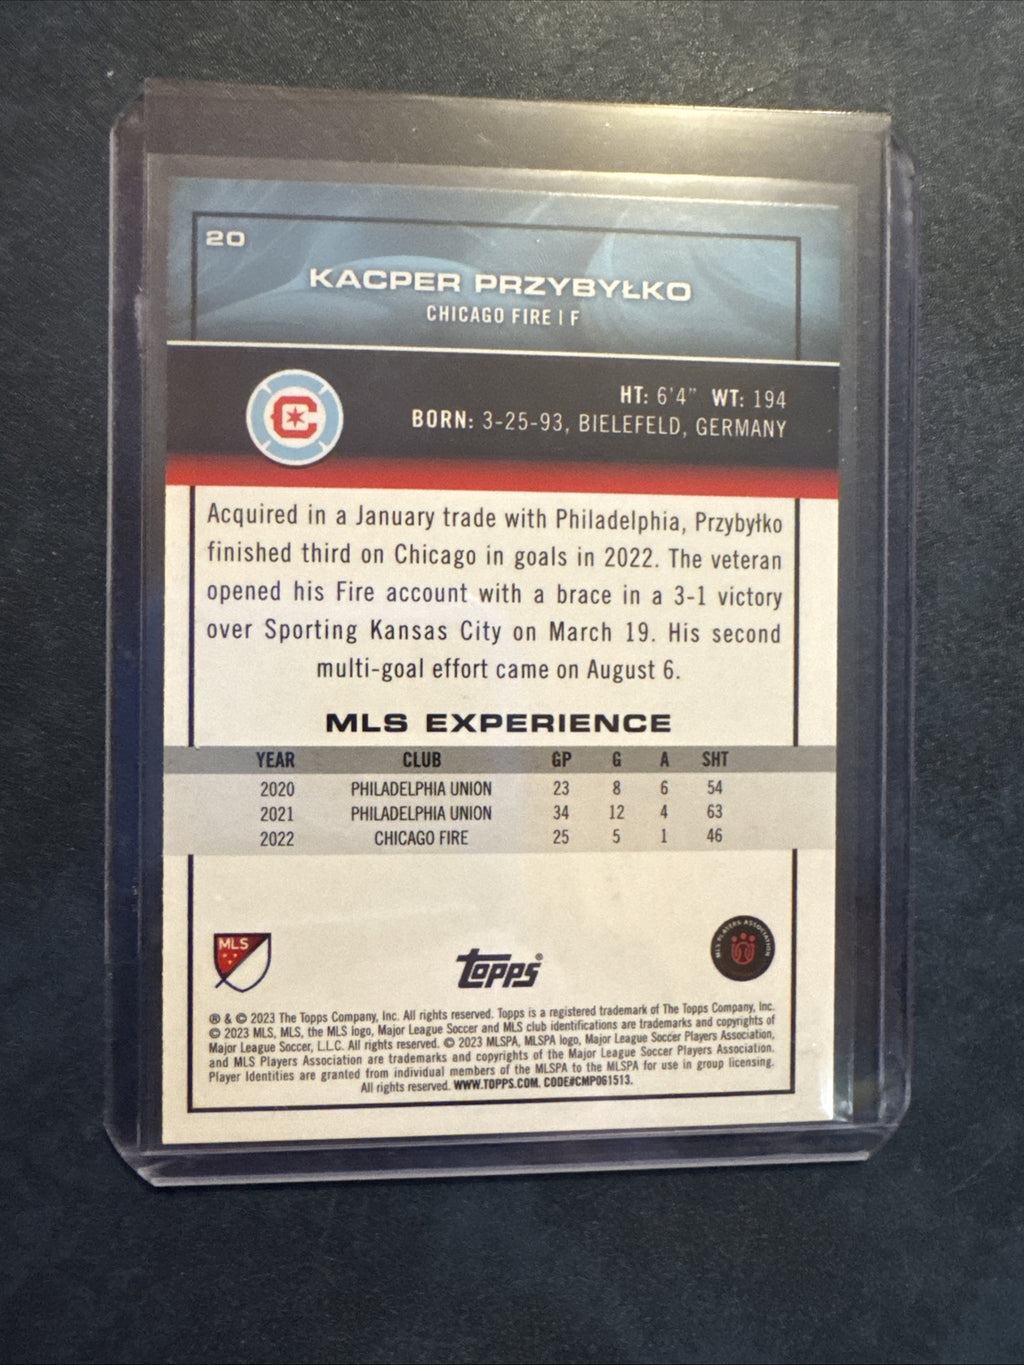 20
KACPER PRZYBYŁKO
CHICAGO FIRE | F
C
HT: 6'4" WT: 194
BORN: 3-25-93, BIELEFELD, GERMANY
Acquired in a January trade with Philadelphia, Przybyłko
finished third on Chicago in goals in 2022. The veteran
opened his Fire account with a brace in a 3-1 victory
over Sporting Kansas City on March 19. His second
multi-goal effort came on August 6.
MLS EXPERIENCE
YEAR CLUB GP G A SHT
2020 PHILADELPHIA UNION 23 8 6 54
2021 PHILADELPHIA UNION 34 12 4 63
2022 CHICAGO FIRE 25 5 1 46
MLS
Topps®
MLS PLAYERS ASSOCIATION
® & © 2023 The Topps Company, Inc. All rights reserved. Topps is a registered trademark of The Topps Company, Inc.
© 2023 MLS, MLS, the MLS logo, Major League Soccer and MLS club identifications are trademarks and copyrights of
Major League Soccer, L.L.C. All rights reserved. © 2023 MLSPA, MLSPA logo, Major League Soccer Players Association,
and MLS Players Association are trademarks and copyrights of the Major League Soccer Players Association.
Player Identities are granted from individual members of the MLSPA to the MLSPA for use in group licensing.
All rights reserved. WWW.TOPPS.COM. CODE#CMP061513.